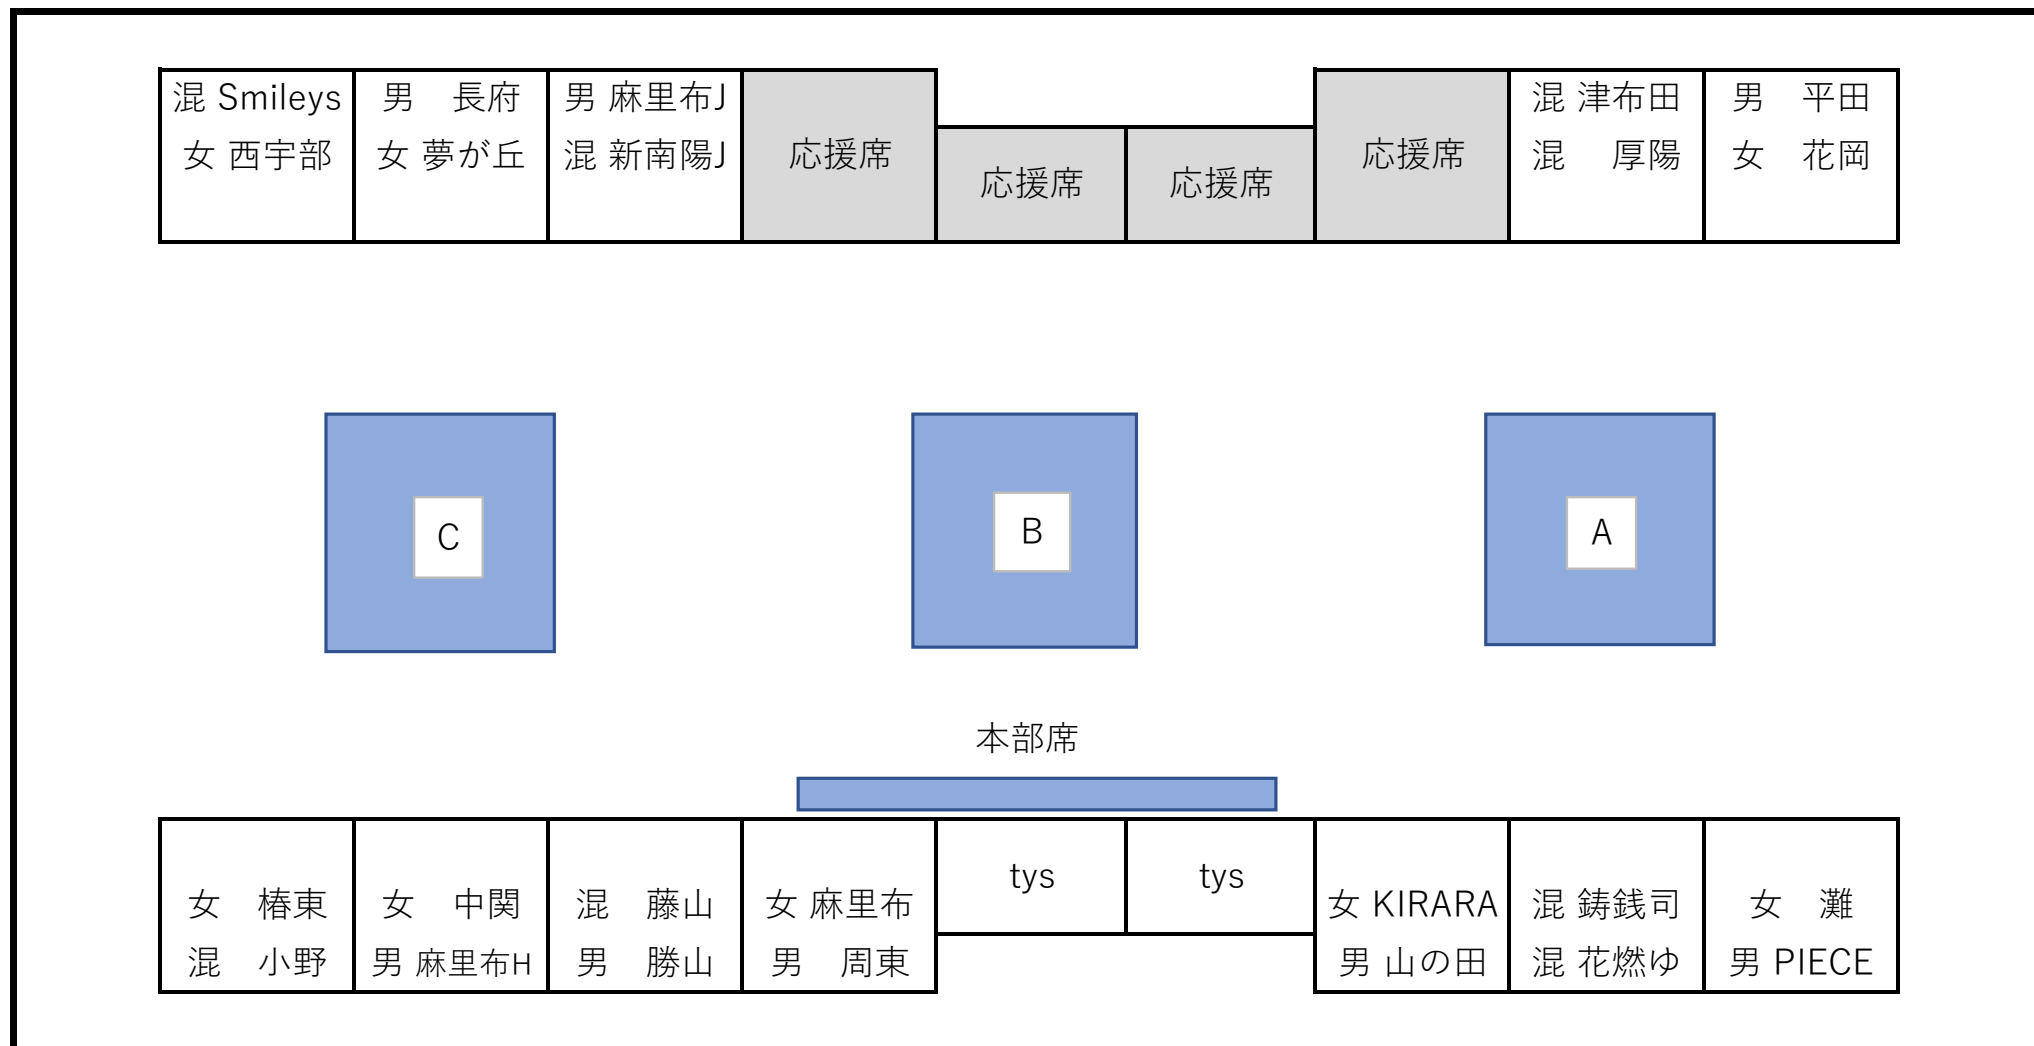 混 Smileys
女 西宇部
男　長府
女 夢が丘
男 麻里布J
混 新南陽J
応援席
応援席
応援席
応援席
混 津布田
混　厚陽
男　平田
女　花岡
C
B
A
本部席
女　椿東
混　小野
女　中関
男 麻里布H
混　藤山
男　勝山
女 麻里布
男　周東
tys
tys
女 KIRARA
男 山の田
混 鋳銭司
混 花燃ゆ
女　灘
男 PIECE